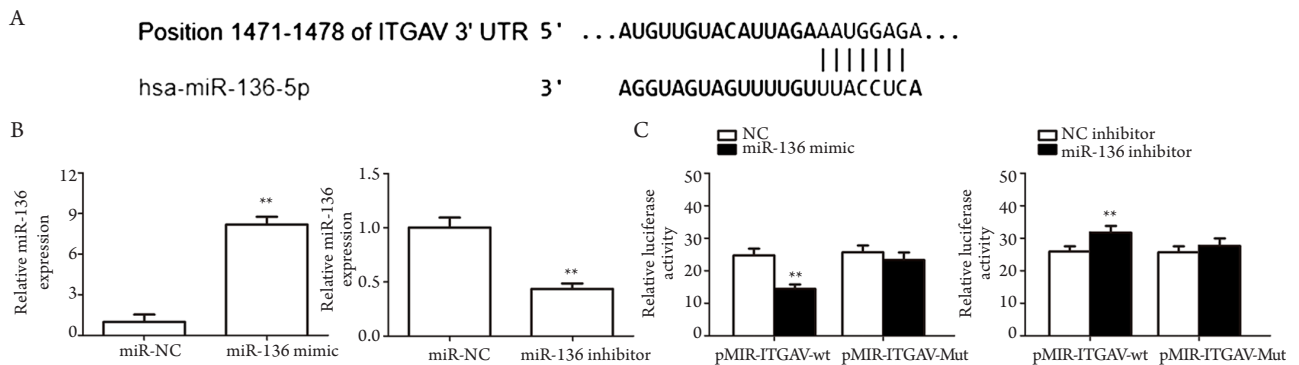 A
Position 1471-1478 of ITGAV 3' UTR 5' ...AUGUUGUACAUUAGAAAUGGAGA...
hsa-miR-136-5p 3' AGGUAGUAGUUUUGUUUACCUCA
B
Relative miR-136
expression
12
9
6
3
0
**
miR-NC miR-136 mimic
Relative miR-136
expression
1.5
1.0
0.5
0.0
**
miR-NC miR-136 inhibitor
C
NC
miR-136 mimic
Relative luciferase
activity
50
40
30
20
10
0
**
pMIR-ITGAV-wt pMIR-ITGAV-Mut
NC inhibitor
miR-136 inhibitor
Relative luciferase
activity
50
40
30
20
10
0
**
pMIR-ITGAV-wt pMIR-ITGAV-Mut